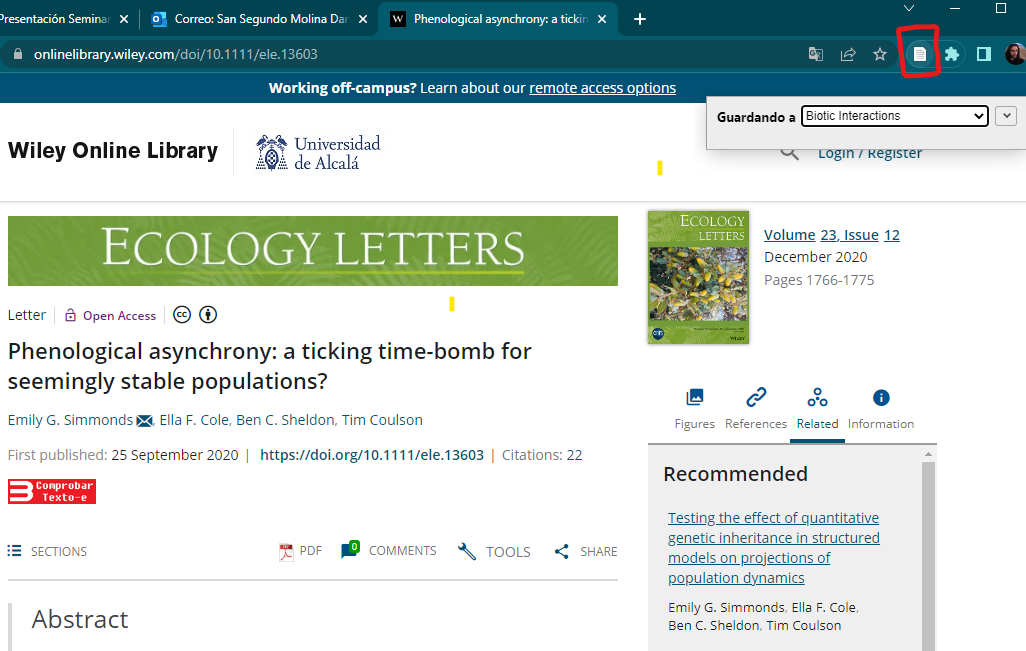 Presentación Seminar
Correo: San Segundo Molina Dar
W
Phenological asynchrony: a tickin
onlinelibrary.wiley.com/doi/10.1111/ele.13603
Working off-campus? Learn about our remote access options
Guardando a
Biotic Interactions
Wiley Online Library
Universidad
de Alcalá
Login / Register
ECOLOGY LETTERS
ECOLOGY
LETTERS
WILEY
Volume 23, Issue 12
December 2020
Pages 1766-1775
Letter
Open Access
cc
Phenological asynchrony: a ticking time-bomb for
seemingly stable populations?
Emily G. Simmonds, Ella F. Cole, Ben C. Sheldon, Tim Coulson
First published: 25 September 2020 | https://doi.org/10.1111/ele.13603 | Citations: 22
Comprobar
Texto-e
Figures
References
Related
Information
SECTIONS
PDF
0
COMMENTS
TOOLS
SHARE
Abstract
Recommended
Testing the effect of quantitative
genetic inheritance in structured
models on projections of
population dynamics
Emily G. Simmonds, Ella F. Cole,
Ben C. Sheldon, Tim Coulson